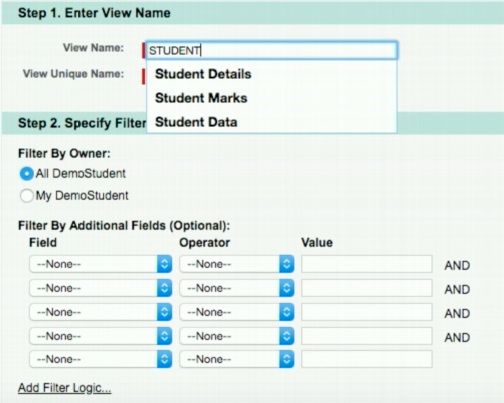 Step 1. Enter View Name
View Name: STUDENT
View Unique Name: Student Details
Student Marks
Student Data
Step 2. Specify Filter
Filter By Owner:
All DemoStudent
My DemoStudent
Filter By Additional Fields (Optional):
Field Operator Value
--None-- --None-- AND
--None-- --None-- AND
--None-- --None-- AND
--None-- --None-- AND
--None-- --None--
Add Filter Logic...